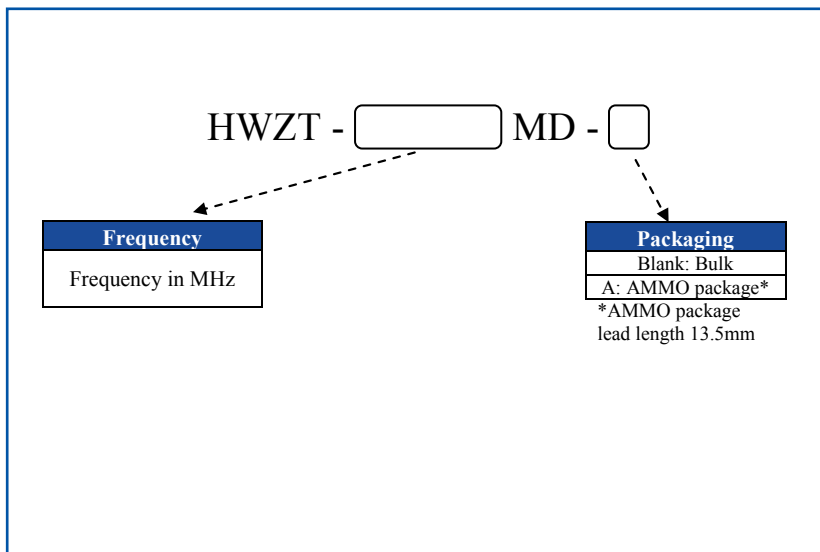 HWZT - MD -
Frequency
Frequency in MHz
Packaging
Blank: Bulk
A: AMMO package*
*AMMO package
lead length 13.5mm